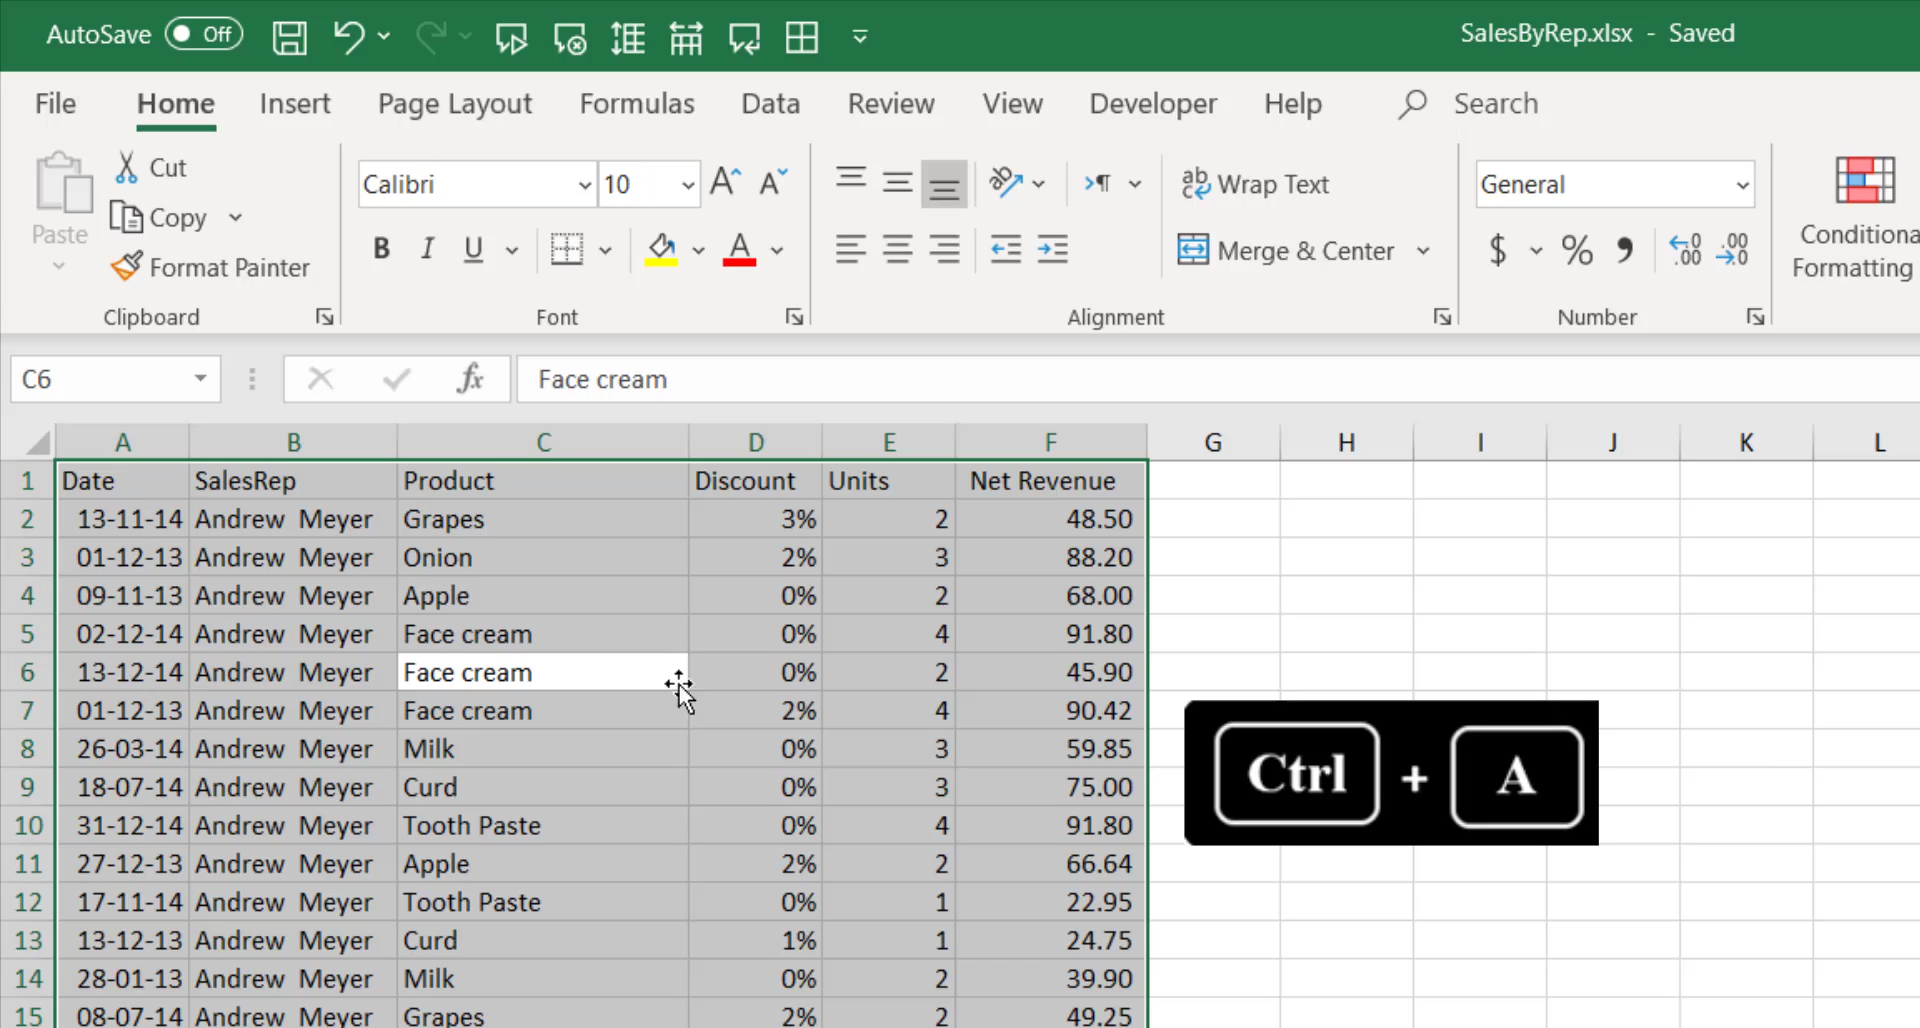 AutoSave Off SalesByRep.xlsx - Saved
File Home Insert Page Layout Formulas Data Review View Developer Help Search
Paste
Cut
Copy
Format Painter
Clipboard
Calibri 10
B I U A
Font
Wrap Text
Merge & Center
Alignment
General
$ % , .00 .00
Number
Conditiona
Formatting
C6 fx Face cream
A B C D E F G H I J K L
1 Date SalesRep Product Discount Units Net Revenue
2 13-11-14 Andrew Meyer Grapes 3% 2 48.50
3 01-12-13 Andrew Meyer Onion 2% 3 88.20
4 09-11-13 Andrew Meyer Apple 0% 2 68.00
5 02-12-14 Andrew Meyer Face cream 0% 4 91.80
6 13-12-14 Andrew Meyer Face cream 0% 2 45.90
7 01-12-13 Andrew Meyer Face cream 2% 4 90.42
8 26-03-14 Andrew Meyer Milk 0% 3 59.85
9 18-07-14 Andrew Meyer Curd 0% 3 75.00
10 31-12-14 Andrew Meyer Tooth Paste 0% 4 91.80
11 27-12-13 Andrew Meyer Apple 2% 2 66.64
12 17-11-14 Andrew Meyer Tooth Paste 0% 1 22.95
13 13-12-13 Andrew Meyer Curd 1% 1 24.75
14 28-01-13 Andrew Meyer Milk 0% 2 39.90
15 08-07-14 Andrew Meyer Grapes 2% 2 49.25
Ctrl + A